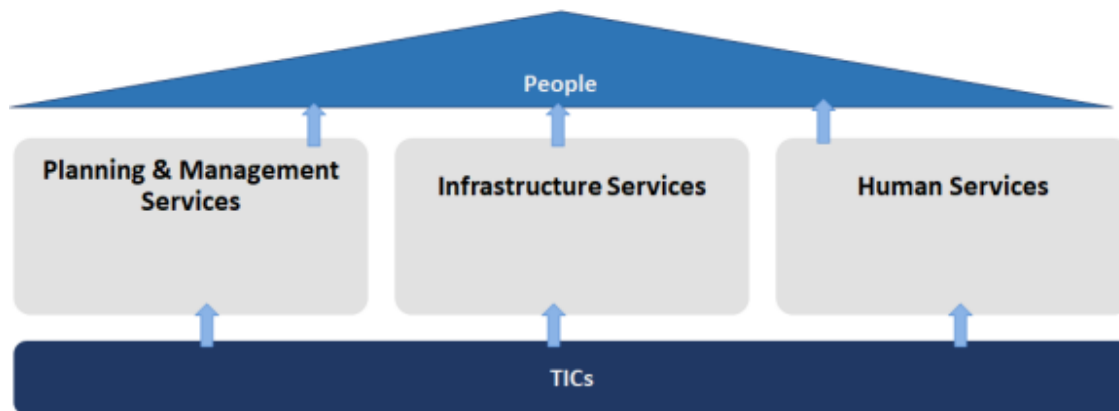 People
Planning & Management
Services
Infrastructure Services
Human Services
TICs